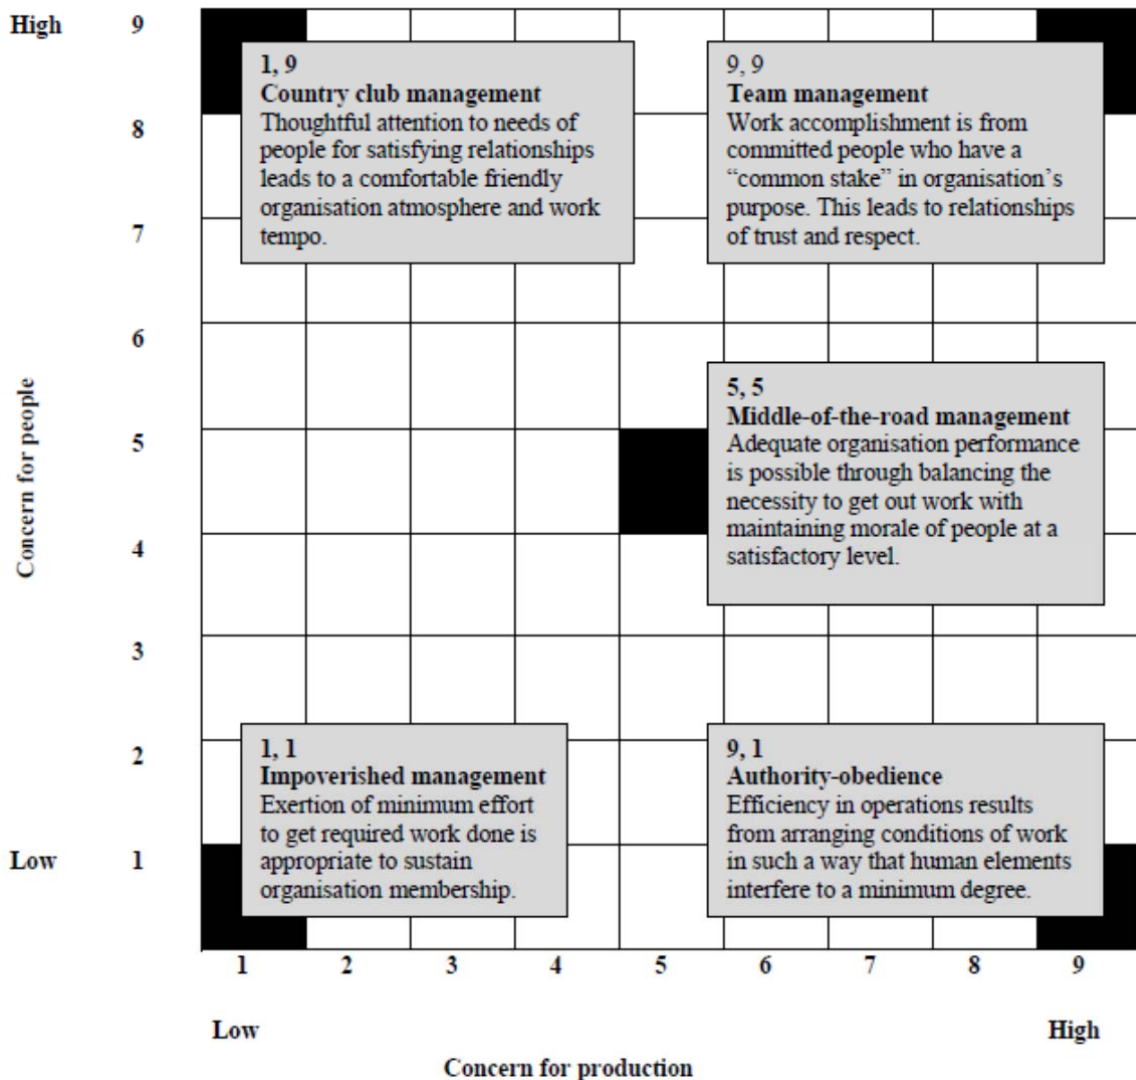 High 9
1, 9
Country club management
Thoughtful attention to needs of
people for satisfying relationships
leads to a comfortable friendly
organisation atmosphere and work
tempo.
9, 9
Team management
Work accomplishment is from
committed people who have a
“common stake” in organisation’s
purpose. This leads to relationships
of trust and respect.
8
7
6
5
4
3
2
Low 1
Concern for people
5, 5
Middle-of-the-road management
Adequate organisation performance
is possible through balancing the
necessity to get out work with
maintaining morale of people at a
satisfactory level.
1, 1
Impoverished management
Exertion of minimum effort
to get required work done is
appropriate to sustain
organisation membership.
9, 1
Authority-obedience
Efficiency in operations results
from arranging conditions of work
in such a way that human elements
interfere to a minimum degree.
1 2 3 4 5 6 7 8 9
Low High
Concern for production